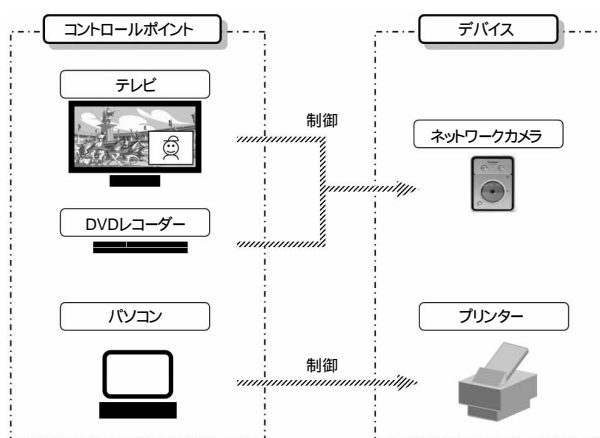 コントロールポイント
デバイス
テレビ
制御
ネットワークカメラ
DVDレコーダー
パソコン
プリンター
制御